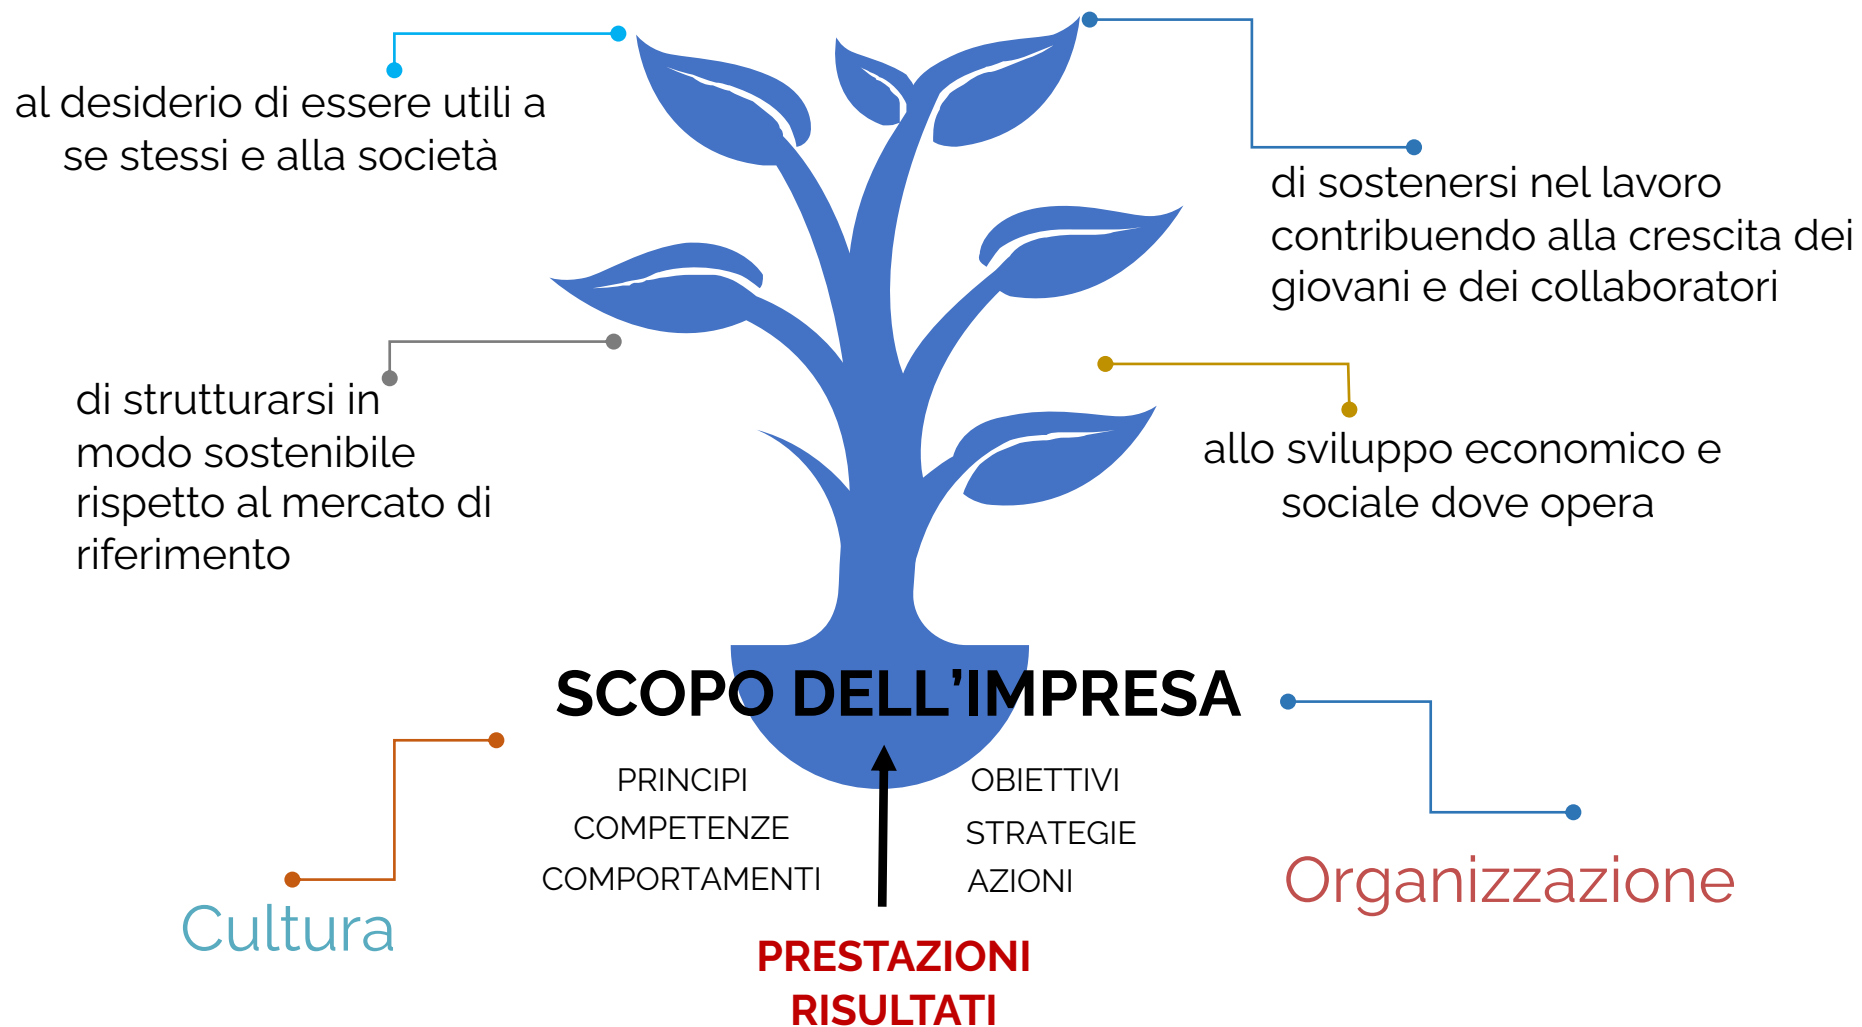 al desiderio di essere utili a
se stessi e alla società
di sostenersi nel lavoro
contribuendo alla crescita dei
giovani e dei collaboratori
di strutturarsi in
modo sostenibile
rispetto al mercato di
riferimento
allo sviluppo economico e
sociale dove opera
SCOPO DELL’IMPRESA
PRINCIPI
COMPETENZE
COMPORTAMENTI
OBIETTIVI
STRATEGIE
AZIONI
Cultura
Organizzazione
PRESTAZIONI
RISULTATI